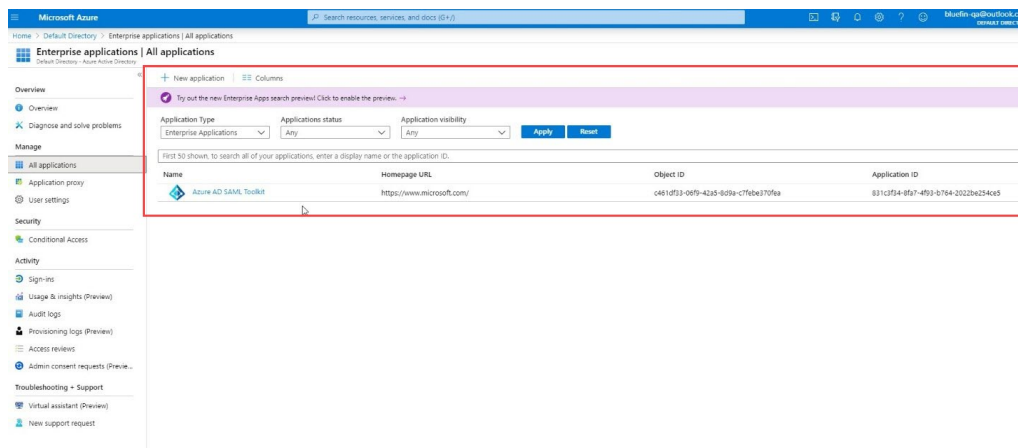 Microsoft Azure
Search resources, services, and docs (G+/)
bluefin-qa@outlook.c
DEFAULT DIRECT
Home > Default Directory > Enterprise applications | All applications
Enterprise applications | All applications
Default Directory - Azure Active Directory
Overview
Overview
Diagnose and solve problems
Manage
All applications
Application proxy
User settings
Security
Conditional Access
Activity
Sign-ins
Usage & insights (Preview)
Audit logs
Provisioning logs (Preview)
Access reviews
Admin consent requests (Previe...
Troubleshooting + Support
Virtual assistant (Preview)
New support request
+ New application
Columns
Try out the new Enterprise Apps search preview! Click to enable the preview. →
Application Type
Applications status
Application visibility
Enterprise Applications
Any
Any
Apply
Reset
First 50 shown, to search all of your applications, enter a display name or the application ID.
Name Homepage URL Object ID Application ID
Azure AD SAML Toolkit https://www.microsoft.com/ c461df33-06f9-42a5-8d9a-c7febe370fea 831c3f34-8fa7-4f93-b764-2022be254ce5